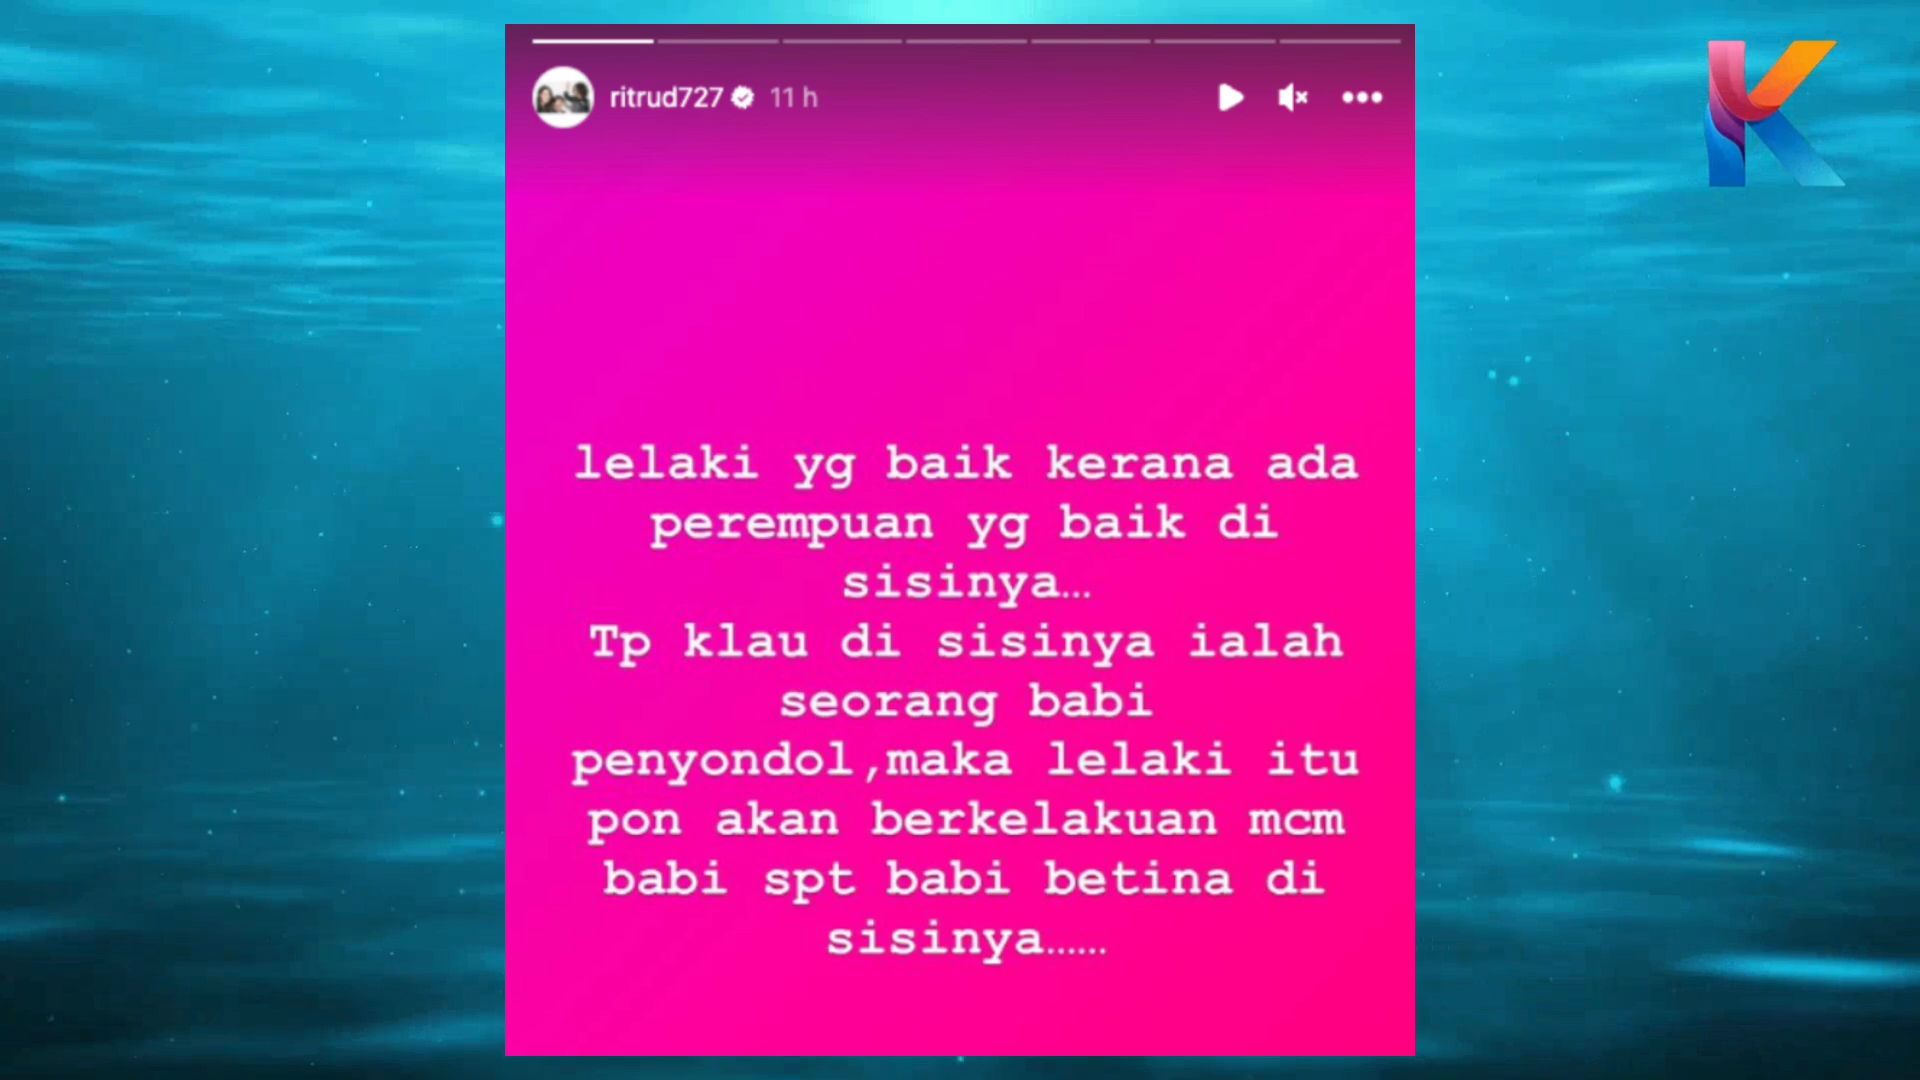 ritrud727 11 h
lelaki yg baik kerana ada
perempuan yg baik di
sisinya...
Tp klau di sisinya ialah
seorang babi
penyondol,maka lelaki itu
pon akan berkelakuan mcm
babi spt babi betina di
sisinya......
K